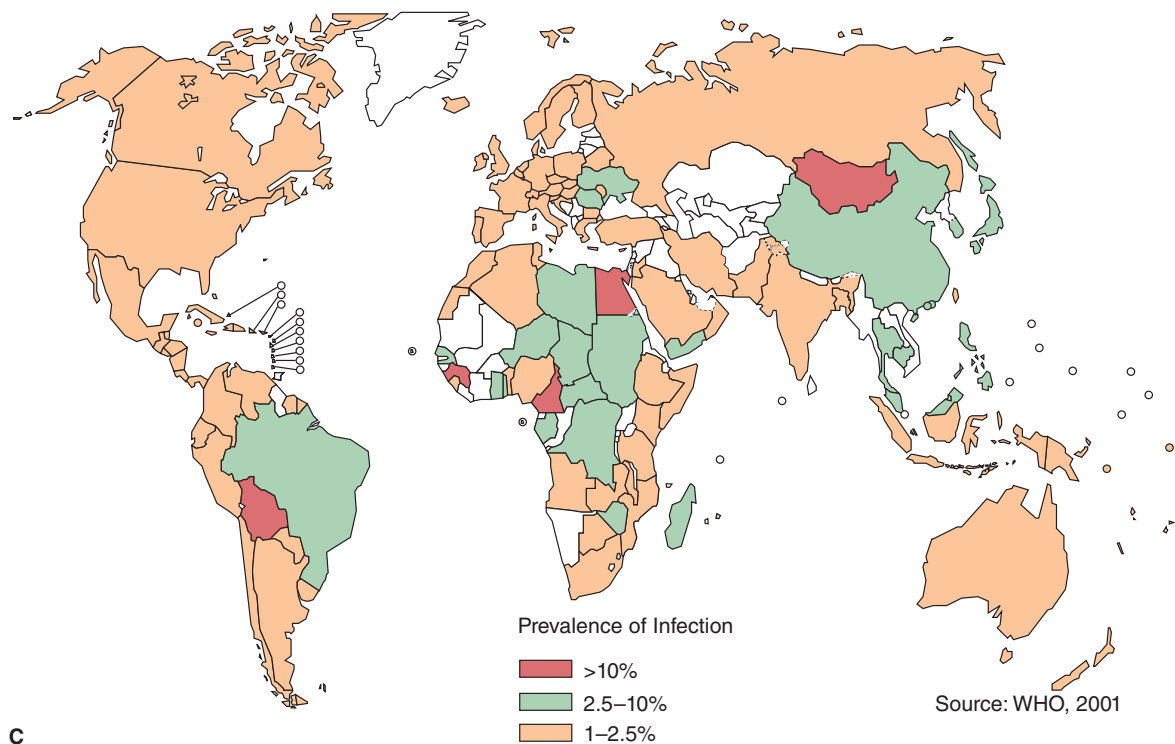 Prevalence of Infection
>10%
2.5–10%
1–2.5%
Source: WHO, 2001
C